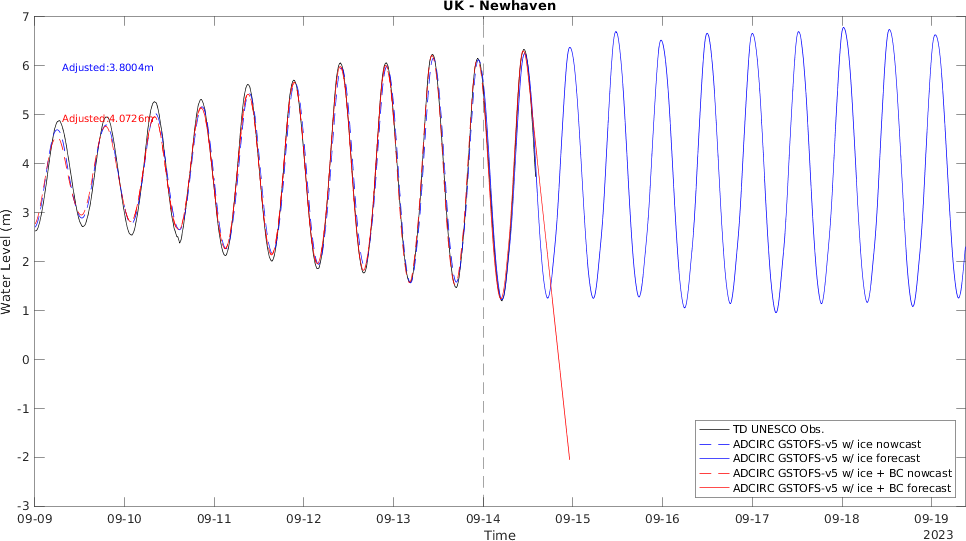 UK - Newhaven
7
6
5
4
3
2
1
0
-1
-2
-3
Water Level (m)
Adjusted:3.8004m
Adjusted:4.0726m
TD UNESCO Obs.
ADCIRC GSTOFS-v5 w/ ice nowcast
ADCIRC GSTOFS-v5 w/ ice forecast
ADCIRC GSTOFS-v5 w/ ice + BC nowcast
ADCIRC GSTOFS-v5 w/ ice + BC forecast
09-09 09-10 09-11 09-12 09-13 09-14 09-15 09-16 09-17 09-18 09-19
Time
2023